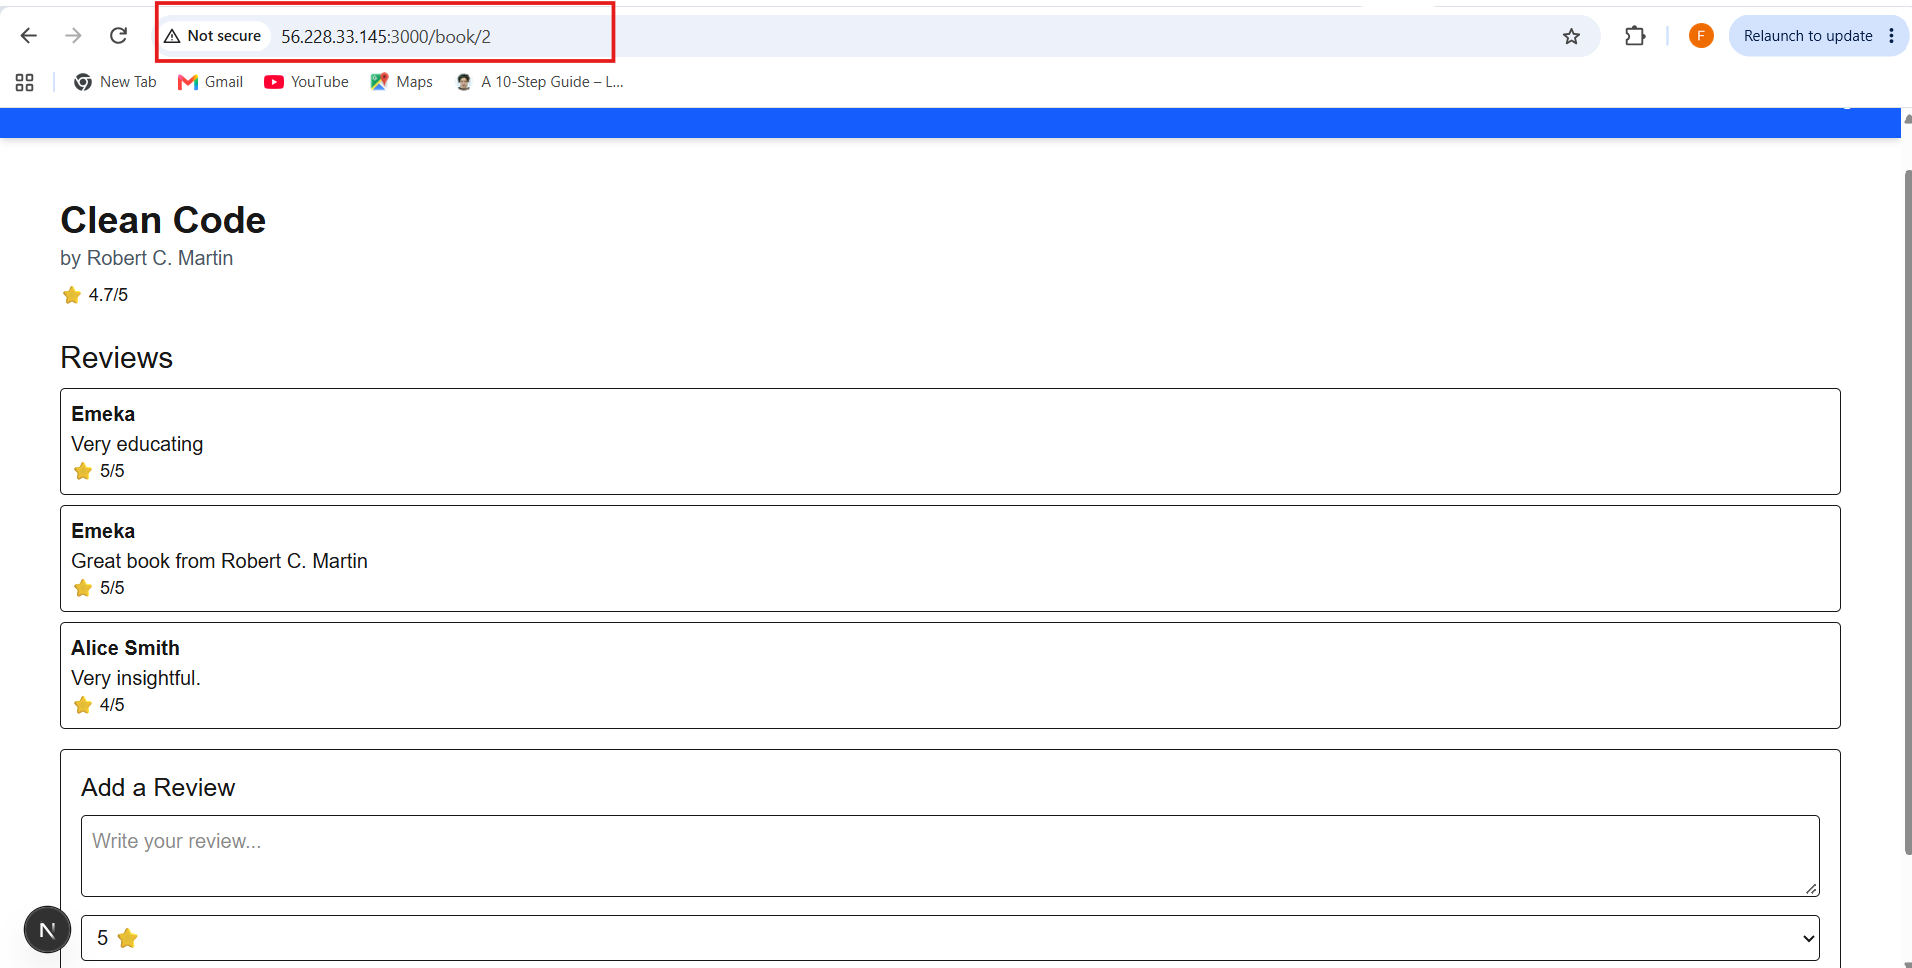 Not secure 56.228.33.145:3000/book/2
F
Relaunch to update
New Tab Gmail YouTube Maps A 10-Step Guide – L...
Clean Code
by Robert C. Martin
4.7/5
Reviews
Emeka
Very educating
5/5
Emeka
Great book from Robert C. Martin
5/5
Alice Smith
Very insightful.
4/5
Add a Review
Write your review...
N
5